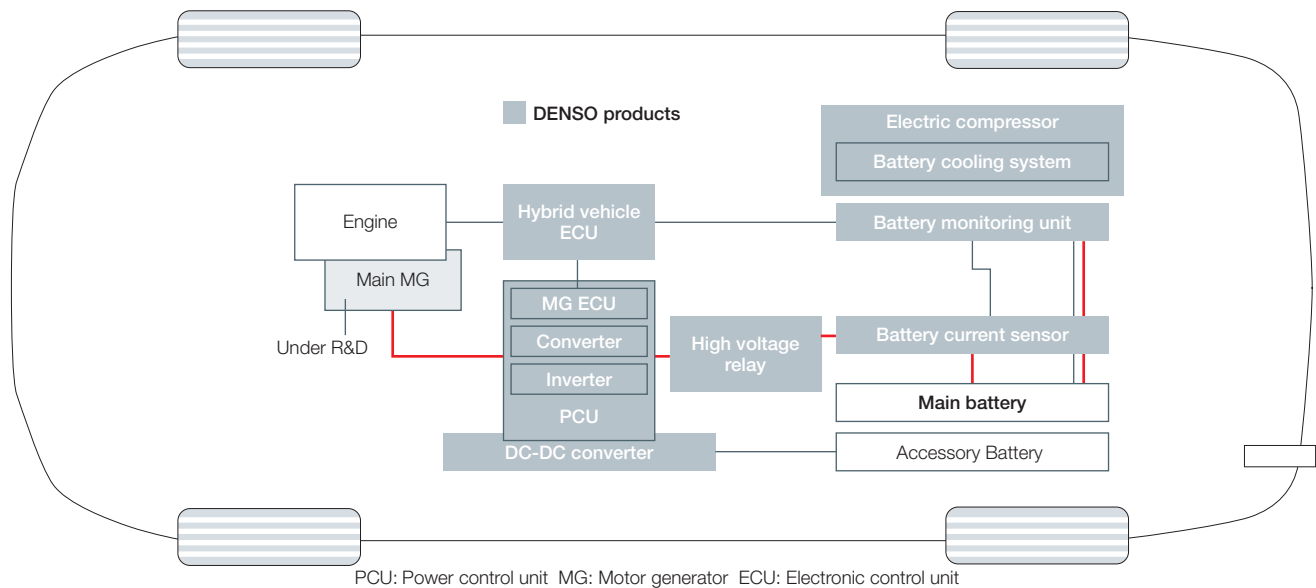 DENSO products
Electric compressor
Battery cooling system
Engine
Hybrid vehicle
ECU
Battery monitoring unit
Main MG
MG ECU
Under R&D
Converter
High voltage
relay
Battery current sensor
Inverter
Main battery
PCU
DC-DC converter
Accessory Battery
PCU: Power control unit MG: Motor generator ECU: Electronic control unit